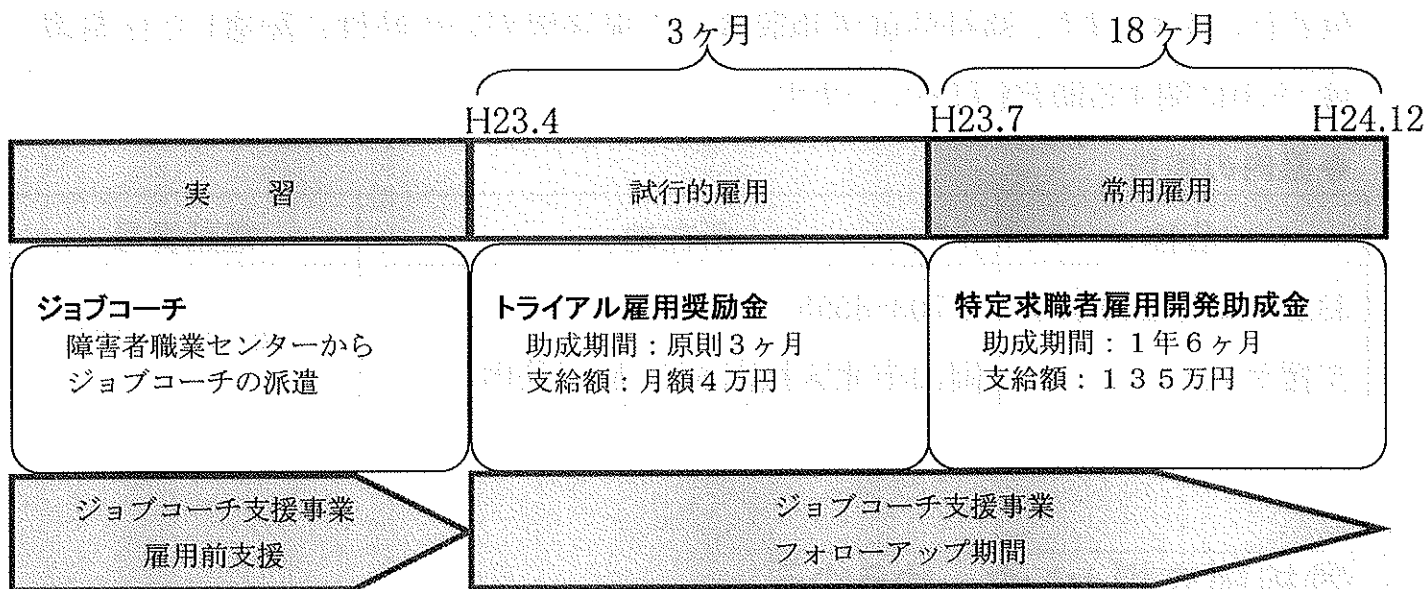 3ヶ月
18ヶ月
H23.4
H23.7
H24.12
実 習
試行的雇用
常用雇用
ジョブコーチ
障害者職業センターから
ジョブコーチの派遣
トライアル雇用奨励金
助成期間：原則３ヶ月
支給額：月額４万円
特定求職者雇用開発助成金
助成期間：１年６ヶ月
支給額：１３５万円
ジョブコーチ支援事業
雇用前支援
ジョブコーチ支援事業
フォローアップ期間